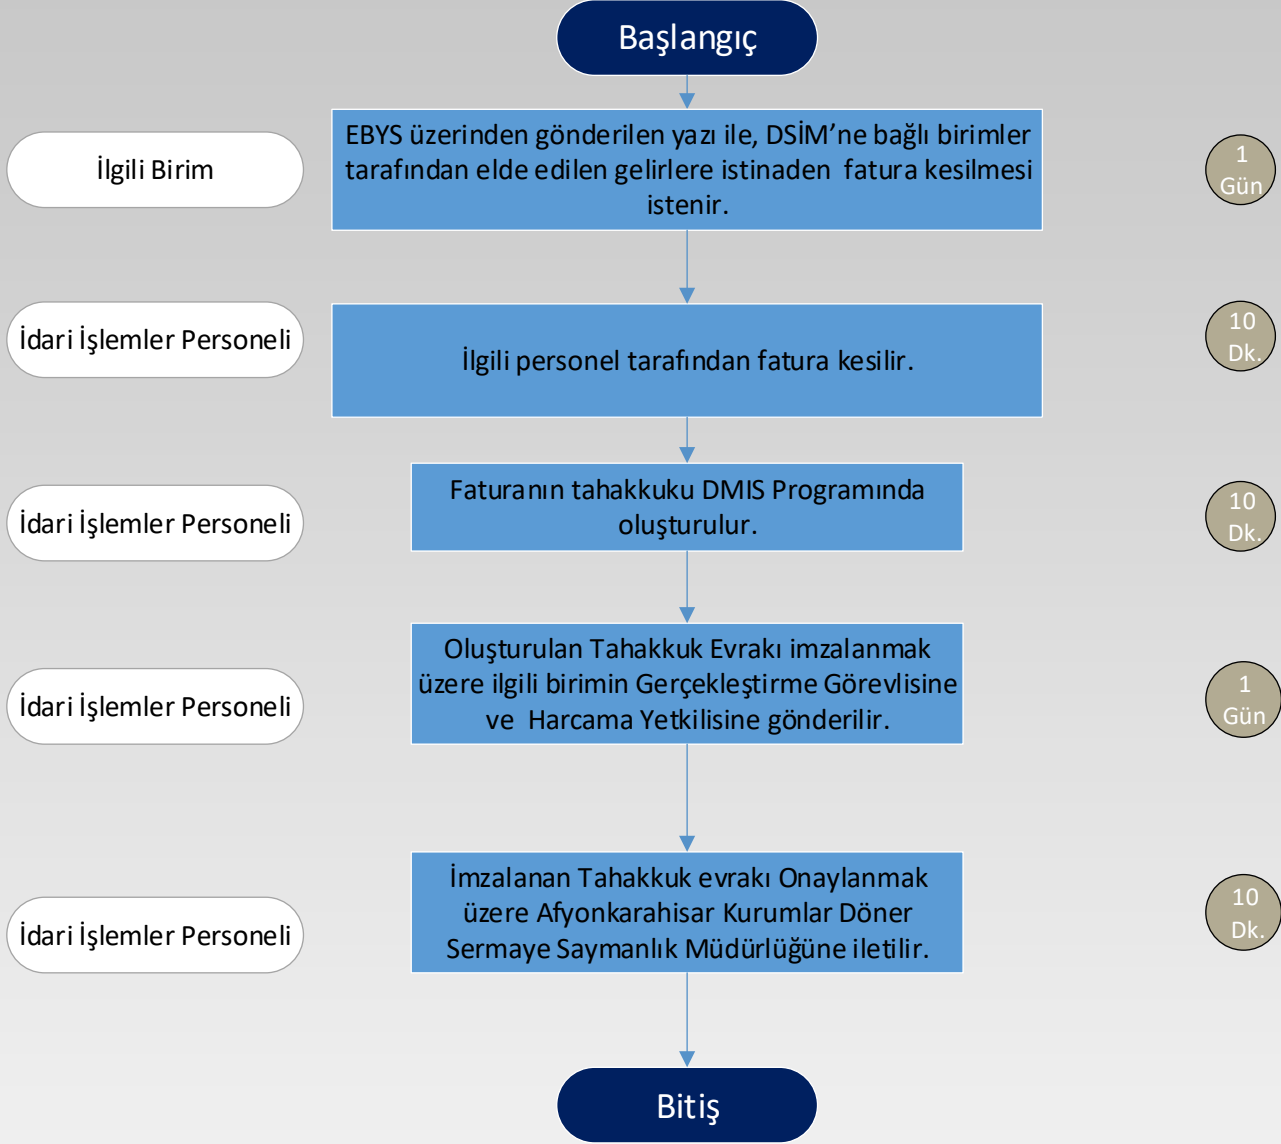 Başlangıç
İlgili Birim
EBYS üzerinden gönderilen yazı ile, DSİM’ne bağlı birimler
tarafından elde edilen gelirlere istinaden fatura kesilmesi
istenir.
1
Gün
İdari İşlemler Personeli
İlgili personel tarafından fatura kesilir.
10
Dk.
İdari İşlemler Personeli
Faturanın tahakkuku DMIS Programında
oluşturulur.
10
Dk.
İdari İşlemler Personeli
Oluşturulan Tahakkuk Evrakı imzalanmak
üzere ilgili birimin Gerçekleştirme Görevlisine
ve Harcama Yetkilisine gönderilir.
1
Gün
İdari İşlemler Personeli
İmzalanan Tahakkuk evrakı Onaylanmak
üzere Afyonkarahisar Kurumlar Döner
Sermaye Saymanlık Müdürlüğüne iletilir.
10
Dk.
Bitiş